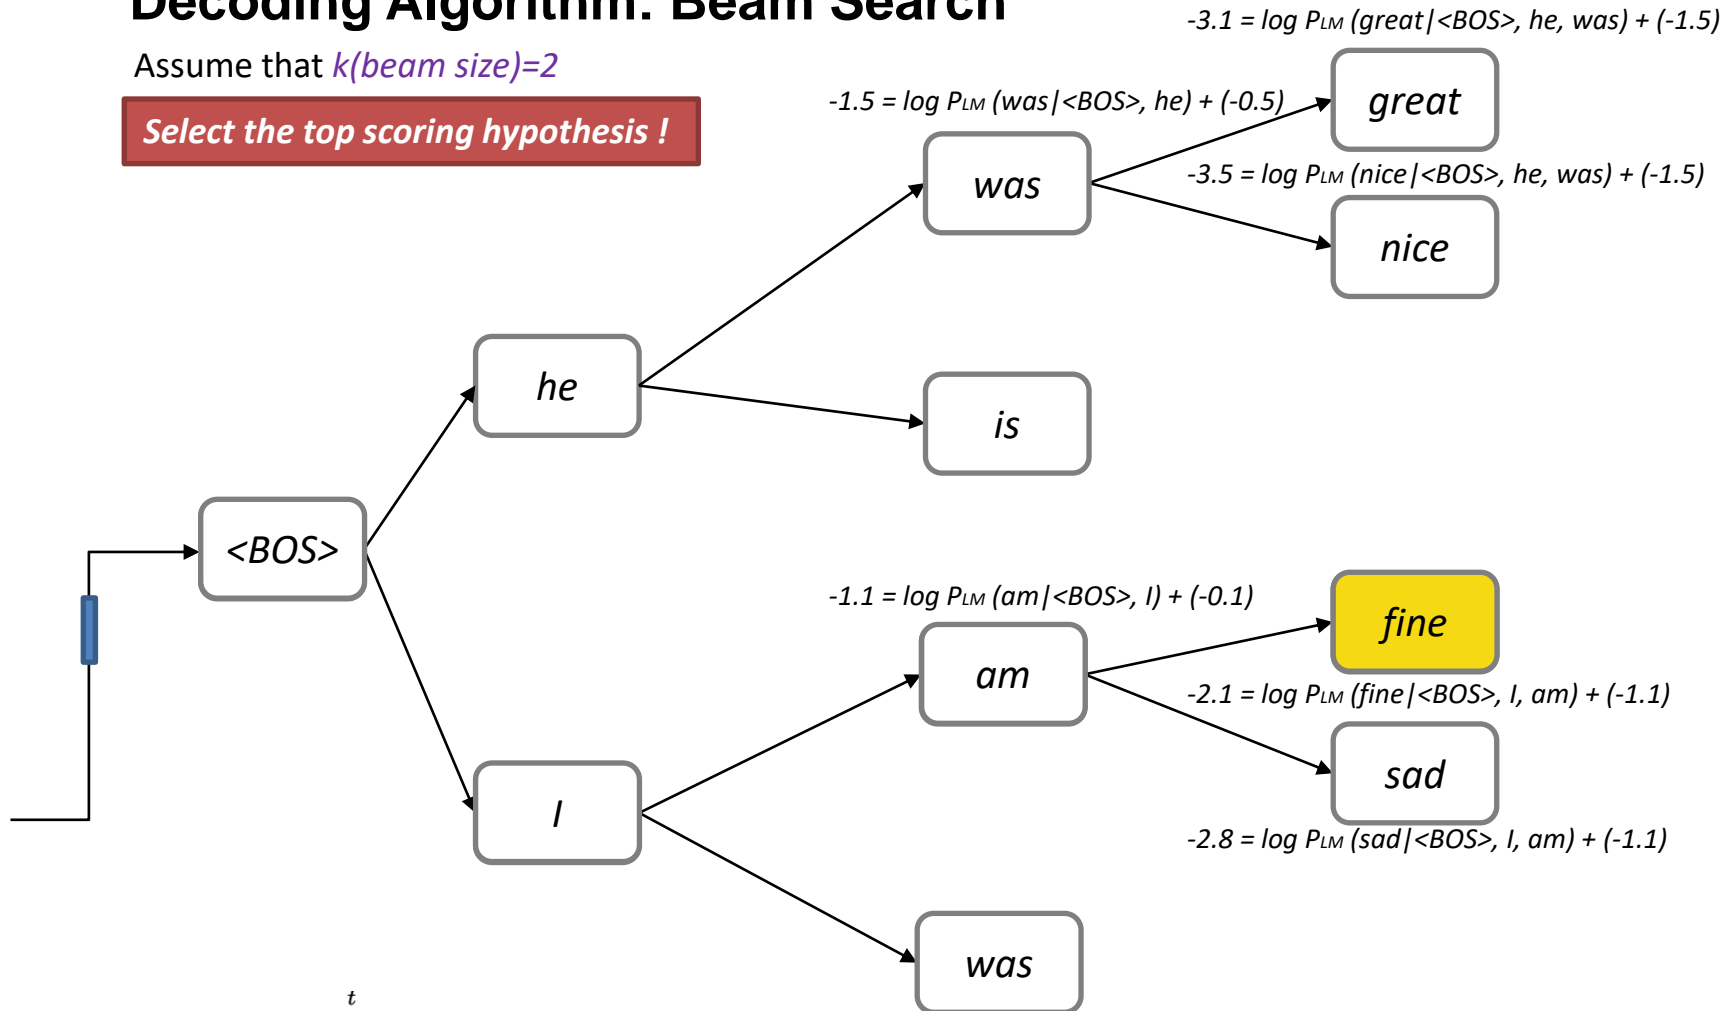 Decoding Algorithm: Beam Search
-3.1 = log PLM (great|<BOS>, he, was) + (-1.5)
Assume that k(beam size)=2
-1.5 = log PLM (was|<BOS>, he) + (-0.5)
great
Select the top scoring hypothesis !
-3.5 = log PLM (nice|<BOS>, he, was) + (-1.5)
was
nice
he
is
<BOS>
-1.1 = log PLM (am|<BOS>, I) + (-0.1)
fine
am
-2.1 = log PLM (fine|<BOS>, I, am) + (-1.1)
sad
I
-2.8 = log PLM (sad|<BOS>, I, am) + (-1.1)
was
t